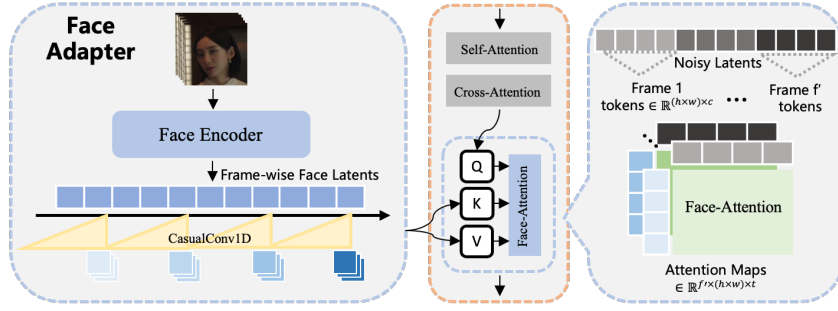 Face
Adapter
Face Encoder
Frame-wise Face Latents
CasualConv1D
Self-Attention
Cross-Attention
Q
K
V
Face-Attention
Noisy Latents
Frame 1
tokens ∈ ℝ^(h×w)×c
...
Frame f'
tokens
Face-Attention
Attention Maps
∈ ℝ^f'×(h×w)×t